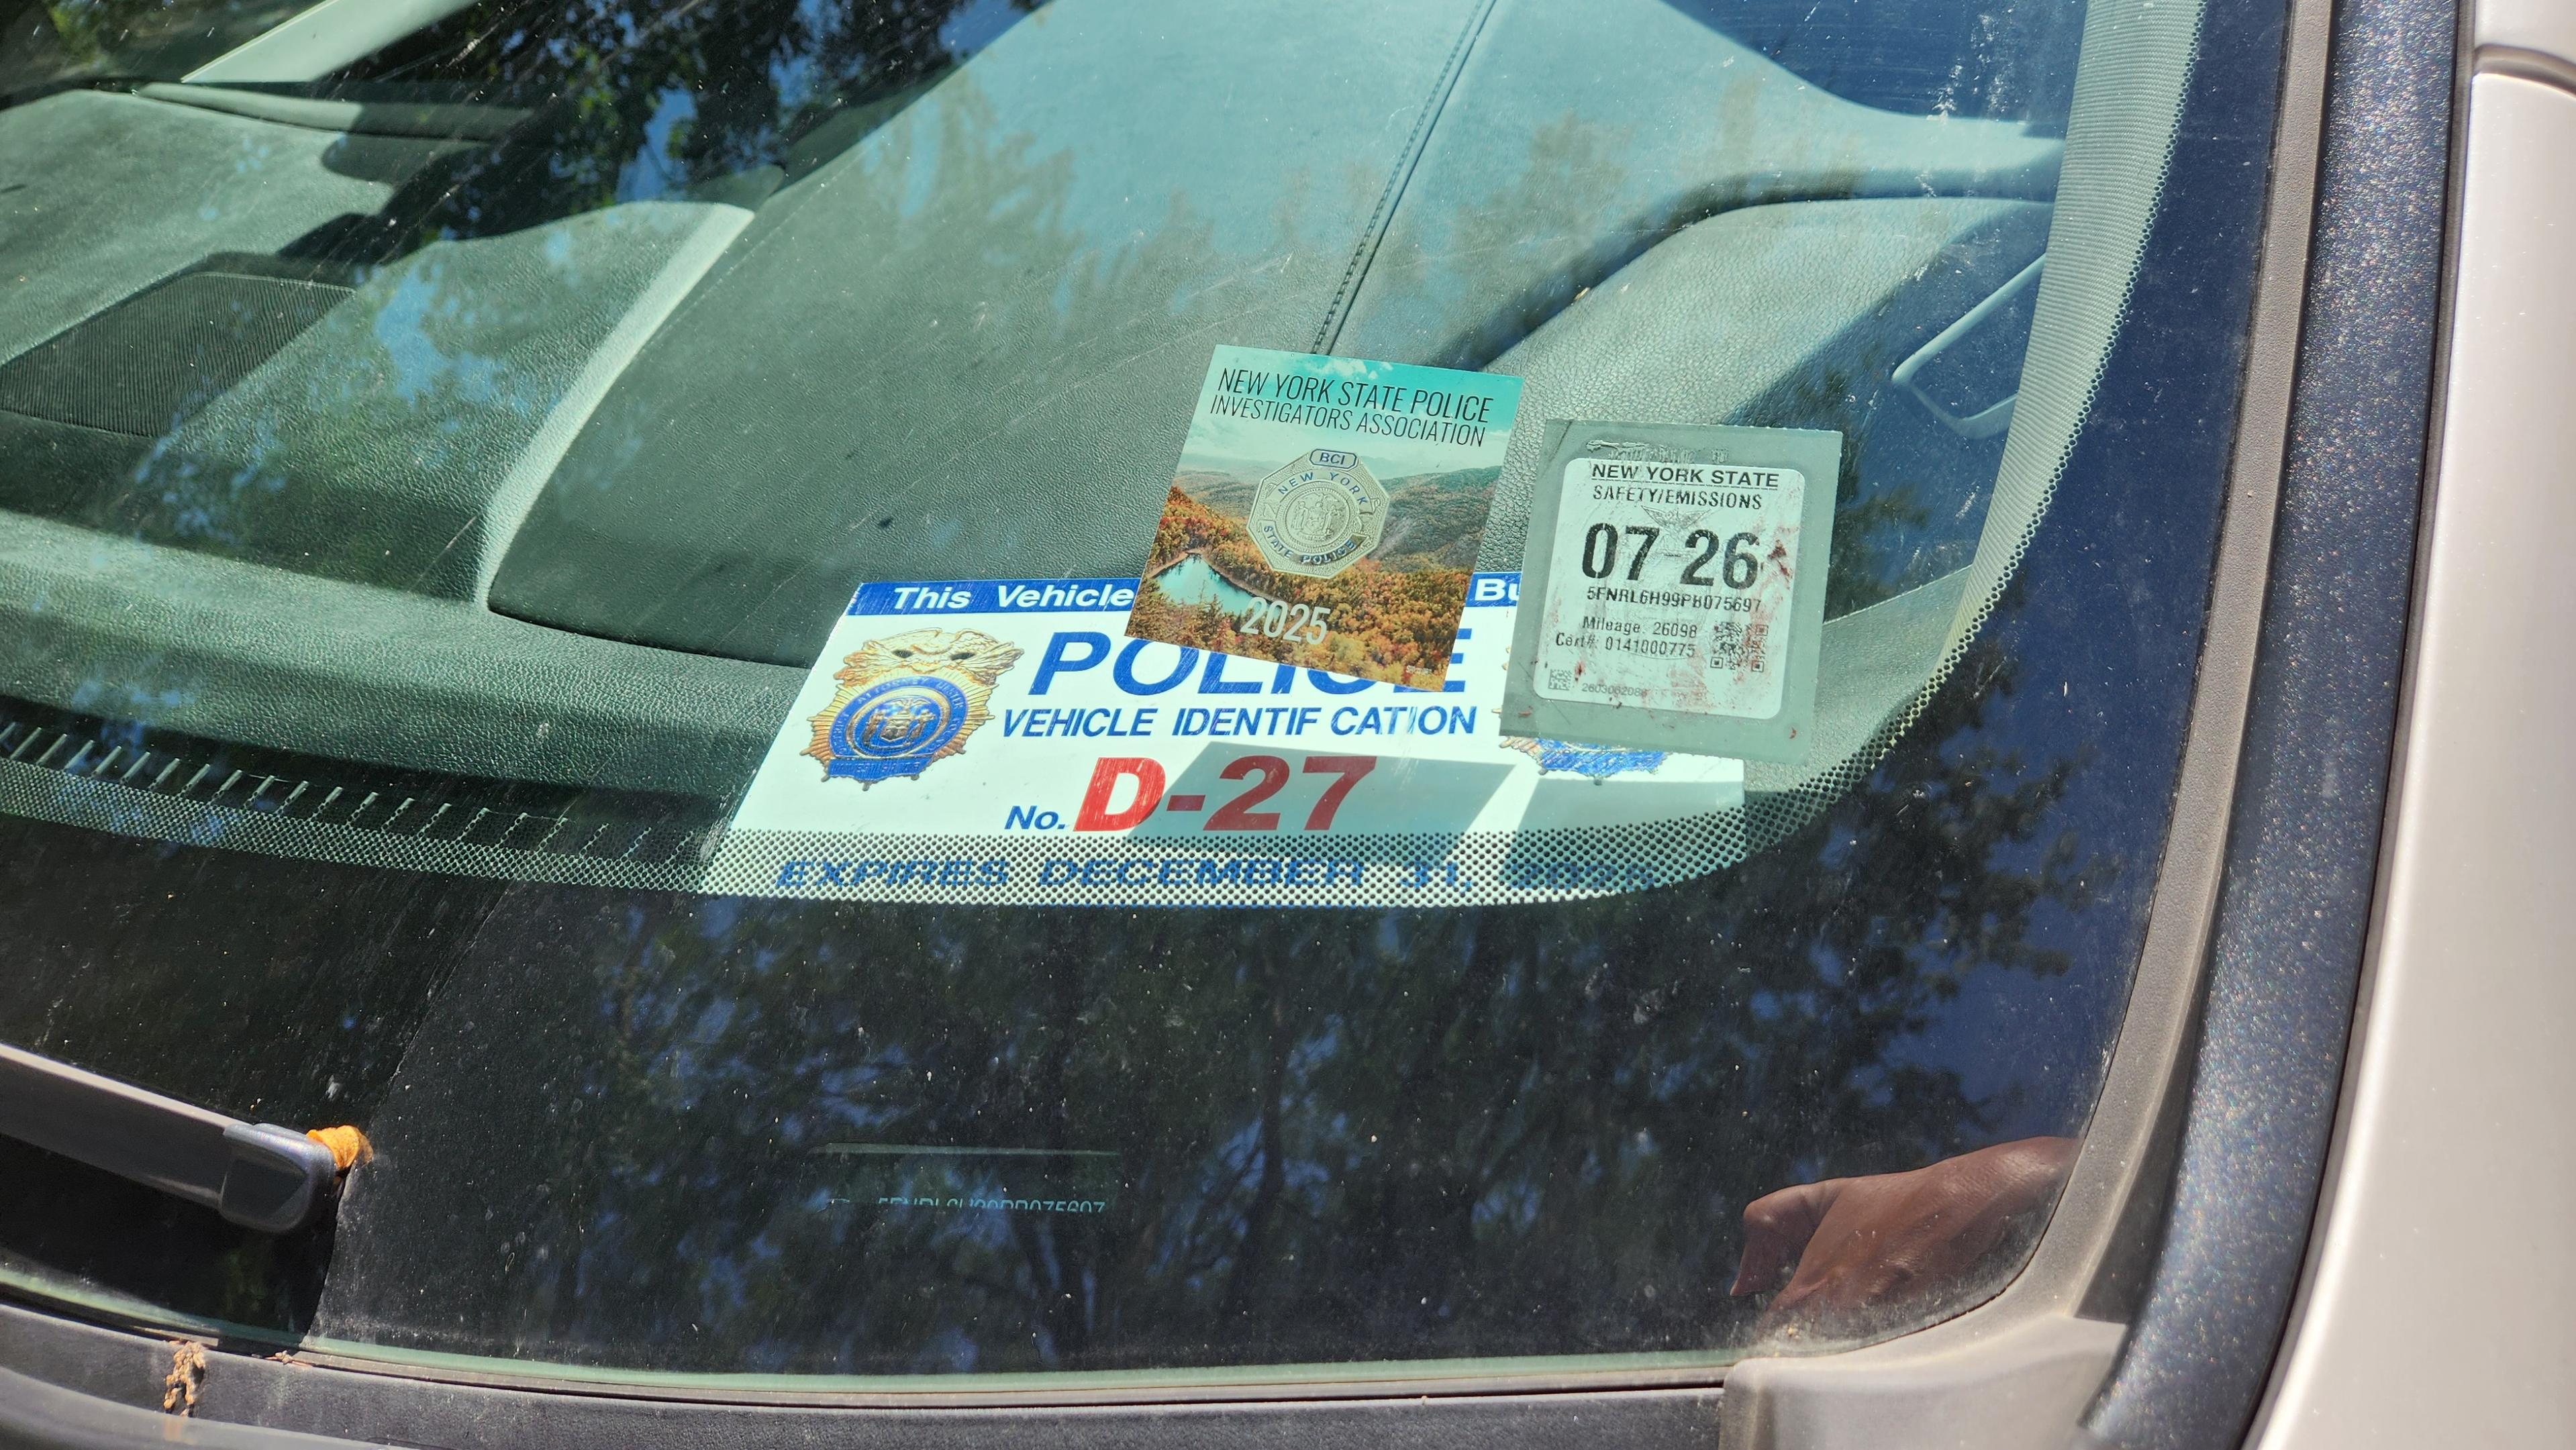 NEW YORK STATE POLICE
INVESTIGATORS ASSOCIATION
BCI
NEW YORK
STATE POLICE
2025
NEW YORK STATE
SAFETY/EMISSIONS
07 26
5FNRL6H99PB075697
Mileage: 26098
Cert# 0141000775
This Vehicle
POLICE
VEHICLE IDENTIF CATION
No. D-27
EXPIRES DECEMBER 31,